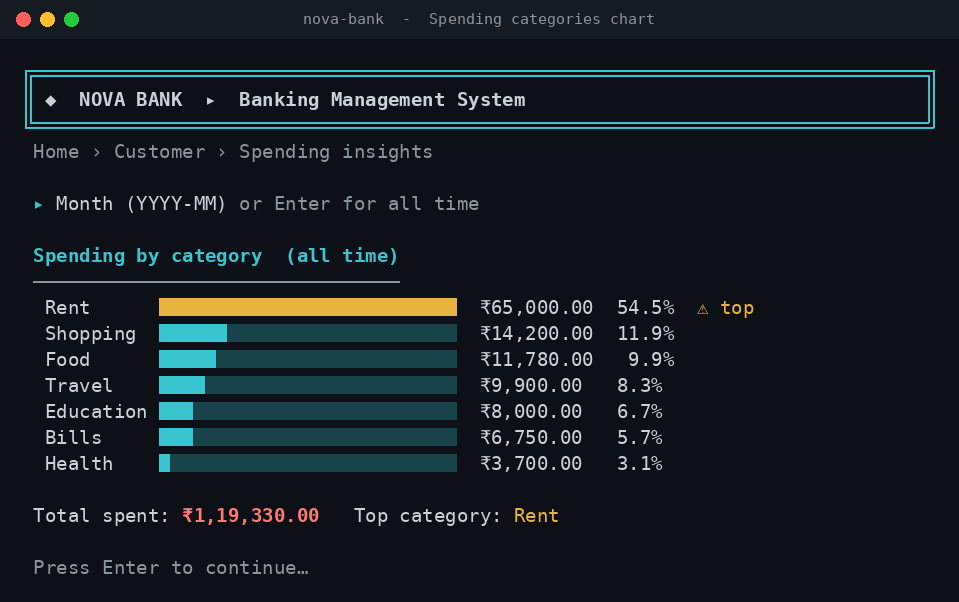 nova-bank  -  Spending categories chart
◆  NOVA BANK  ▸  Banking Management System
Home › Customer › Spending insights
▸ Month (YYYY-MM) or Enter for all time
Spending by category  (all time)
Rent  ₹65,000.00  54.5%  ⚠ top
Shopping  ₹14,200.00  11.9%
Food  ₹11,780.00  9.9%
Travel  ₹9,900.00  8.3%
Education  ₹8,000.00  6.7%
Bills  ₹6,750.00  5.7%
Health  ₹3,700.00  3.1%
Total spent: ₹1,19,330.00   Top category: Rent
Press Enter to continue…